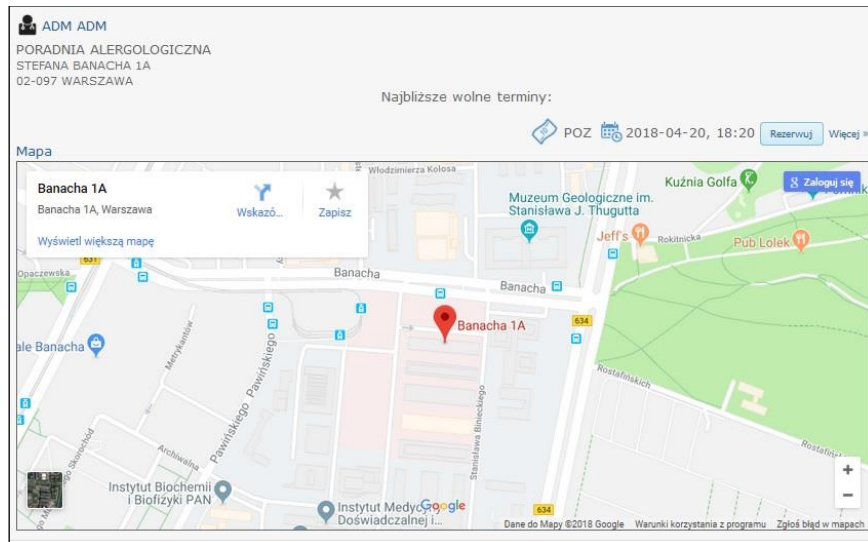 ADM ADM
PORADNIA ALERGOLOGICZNA
STEFANA BANACHA 1A
02-097 WARSZAWA
Najbliższe wolne terminy:
POZ 2018-04-20, 18:20 Rezerwuj Więcej »
Mapa
Banacha 1A
Banacha 1A, Warszawa
Wskazó...
Zapisz
Wyświetl większą mapę
Włodzimierza Kolosa
Muzeum Geologiczne im.
Stanisława J. Thugutta
Kuźnia Golfa
Zaloguj się
Jeff's
Rokitnicka
Pub Lolek
631
Opaczewska
Banacha
Banacha
Banacha 1A
634
ale Banacha
Metrykantów
Pawińskiego
Pawińskiego
Stanisława Binieckiego
Rostafińskich
Rostafińs
Skorochód
Archiwalna
Instytut Biochemii
i Biofizyki PAN
Instytut Medyc
Doświadczalnej i...
Google
634
+
−
Dane do Mapy ©2018 Google Warunki korzystania z programu Zgłoś błąd w mapach